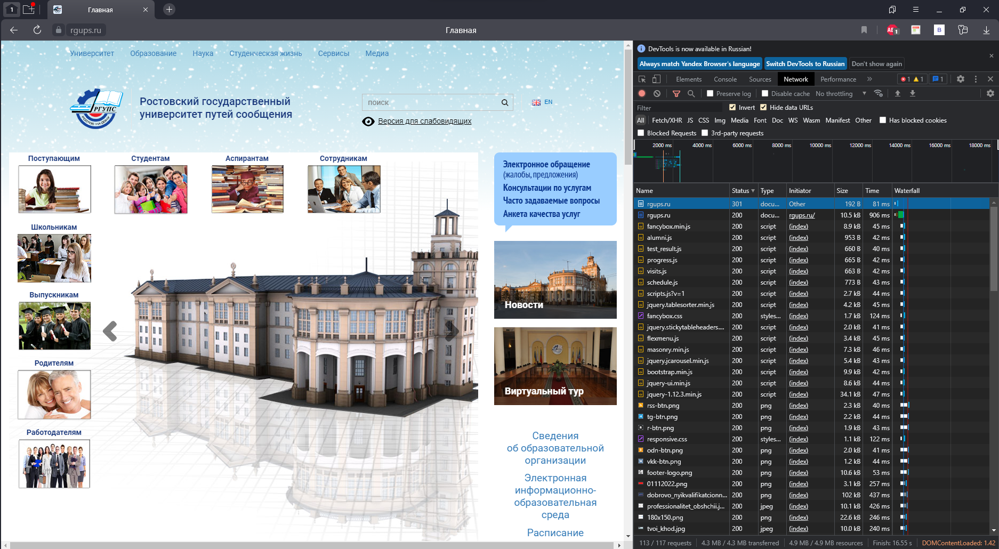 1
Главная
rgups.ru
Главная
1
B
Университет
Образование
Наука
Студенческая жизнь
Сервисы
Медиа
РГУПС
РОСТОВ-НА-ДОНУ
Ростовский государственный
университет путей сообщения
поиск
EN
Версия для слабовидящих
Поступающим
Студентам
Аспирантам
Сотрудникам
Школьникам
Выпускникам
Родителям
Работодателям
Электронное обращение
(жалобы, предложения)
Консультации по услугам
Часто задаваемые вопросы
Анкета качества услуг
Новости
Виртуальный тур
Сведения
об образовательной
организации
Электронная
информационно-
образовательная
среда
Расписание
DevTools is now available in Russian!
Always match Yandex Browser's language
Switch DevTools to Russian
Don't show again
Elements
Console
Sources
Network
Performance
1
1
1
Preserve log
Disable cache
No throttling
Filter
Invert
Hide data URLs
All
Fetch/XHR
JS
CSS
Img
Media
Font
Doc
WS
Wasm
Manifest
Other
Has blocked cookies
Blocked Requests
3rd-party requests
2000 ms
4000 ms
6000 ms
8000 ms
10000 ms
12000 ms
14000 ms
16000 ms
18000 ms
Name Status Type Initiator Size Time Waterfall
rgups.ru 301 docu... Other 192 B 81 ms
rgups.ru 200 docu... rgups.ru/ 10.5 kB 906 ms
fancybox.min.js 200 script (index) 8.9 kB 45 ms
alumni.js 200 script (index) 953 B 42 ms
test_result.js 200 script (index) 660 B 40 ms
progress.js 200 script (index) 665 B 42 ms
visits.js 200 script (index) 663 B 42 ms
schedule.js 200 script (index) 773 B 43 ms
scripts.js?v=1 200 script (index) 2.7 kB 44 ms
jquery.tablesorter.min.js 200 script (index) 4.2 kB 45 ms
fancybox.css 200 styles... (index) 1.7 kB 124 ms
jquery.stickytableheaders.... 200 script (index) 2.0 kB 41 ms
flexmenu.js 200 script (index) 3.4 kB 45 ms
masonry.min.js 200 script (index) 7.3 kB 46 ms
jquery.jcarousel.min.js 200 script (index) 5.4 kB 43 ms
bootstrap.min.js 200 script (index) 9.9 kB 42 ms
jquery-ui.min.js 200 script (index) 8.6 kB 44 ms
jquery-1.12.3.min.js 200 script (index) 34.1 kB 47 ms
rss-btn.png 200 png (index) 2.3 kB 40 ms
tg-btn.png 200 png (index) 2.2 kB 44 ms
r-btn.png 200 png (index) 1.9 kB 43 ms
responsive.css 200 styles... (index) 1.1 kB 122 ms
odn-btn.png 200 png (index) 2.0 kB 41 ms
vkk-btn.png 200 png (index) 1.2 kB 44 ms
footer-logo.png 200 png (index) 10.6 kB 53 ms
01112022.png 200 png (index) 3.1 kB 257 ms
dobrovo_nyikvalifikatcionn... 200 png (index) 102 kB 437 ms
professionalitet_obshchii.j... 200 jpeg (index) 10.1 kB 426 ms
180x150.png 200 png (index) 22.6 kB 246 ms
tvoi_khod.jpg 200 jpeg (index) 10.0 kB 240 ms
113 / 117 requests
4.3 MB / 4.3 MB transferred
4.9 MB / 4.9 MB resources
Finish: 16.55 s
DOMContentLoaded: 1.42